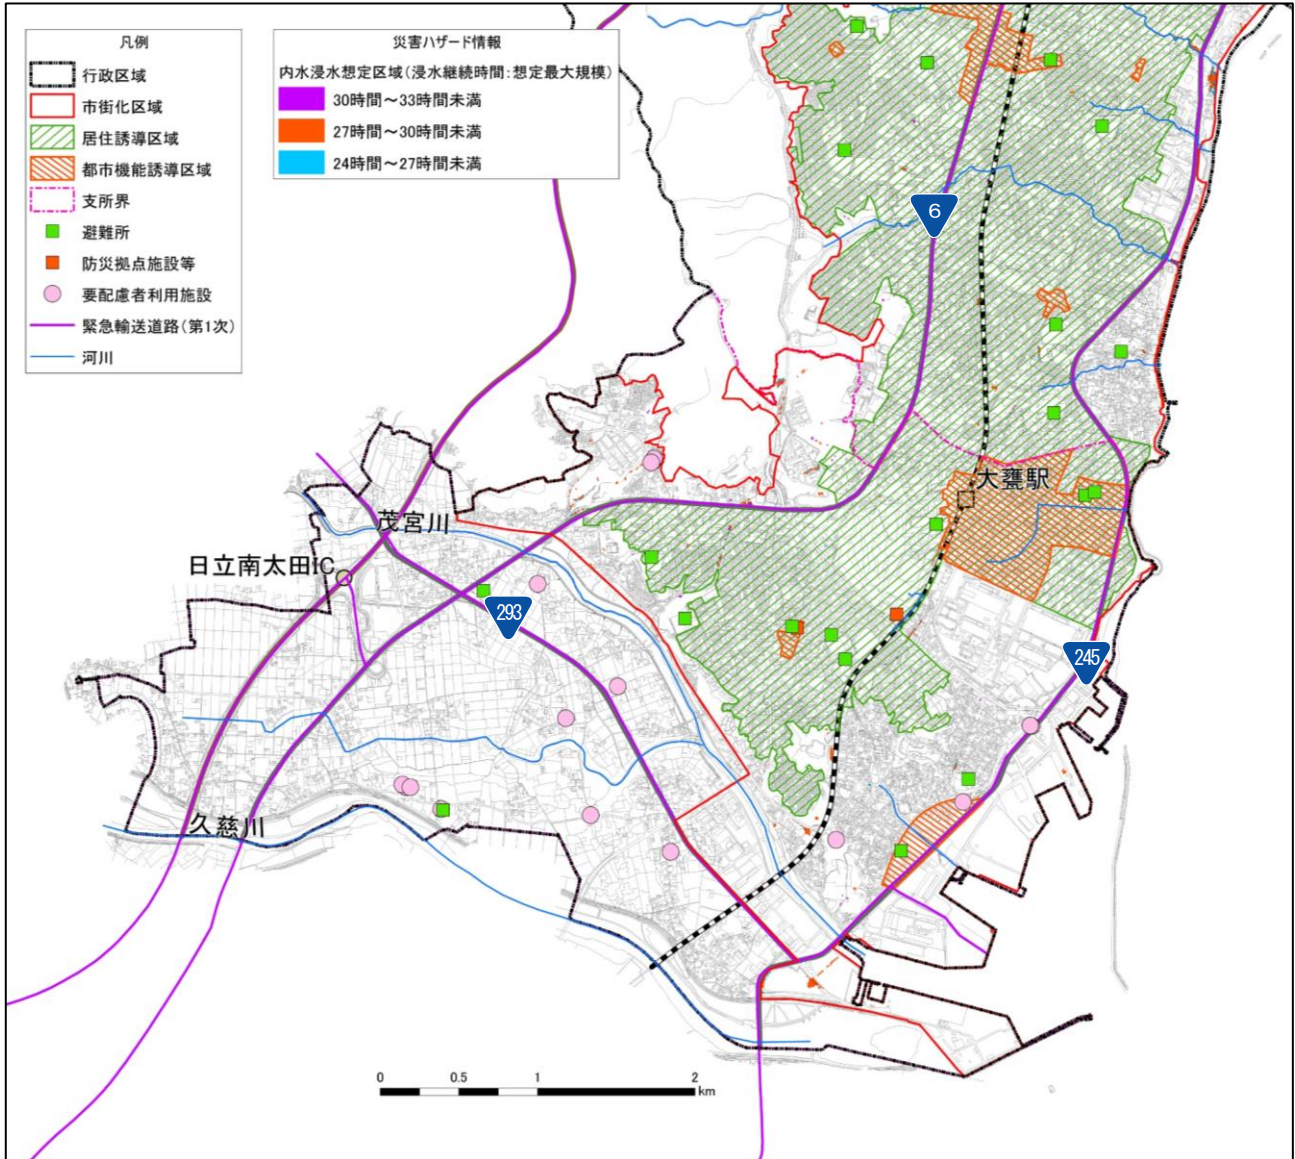 凡例
行政区域
市街化区域
居住誘導区域
都市機能誘導区域
支所界
避難所
防災拠点施設等
要配慮者利用施設
緊急輸送道路(第1次)
河川
災害ハザード情報
内水浸水想定区域(浸水継続時間:想定最大規模)
30時間～33時間未満
27時間～30時間未満
24時間～27時間未満
6
大甕駅
茂宮川
日立南太田IC
293
245
久慈川
0 0.5 1 2
km